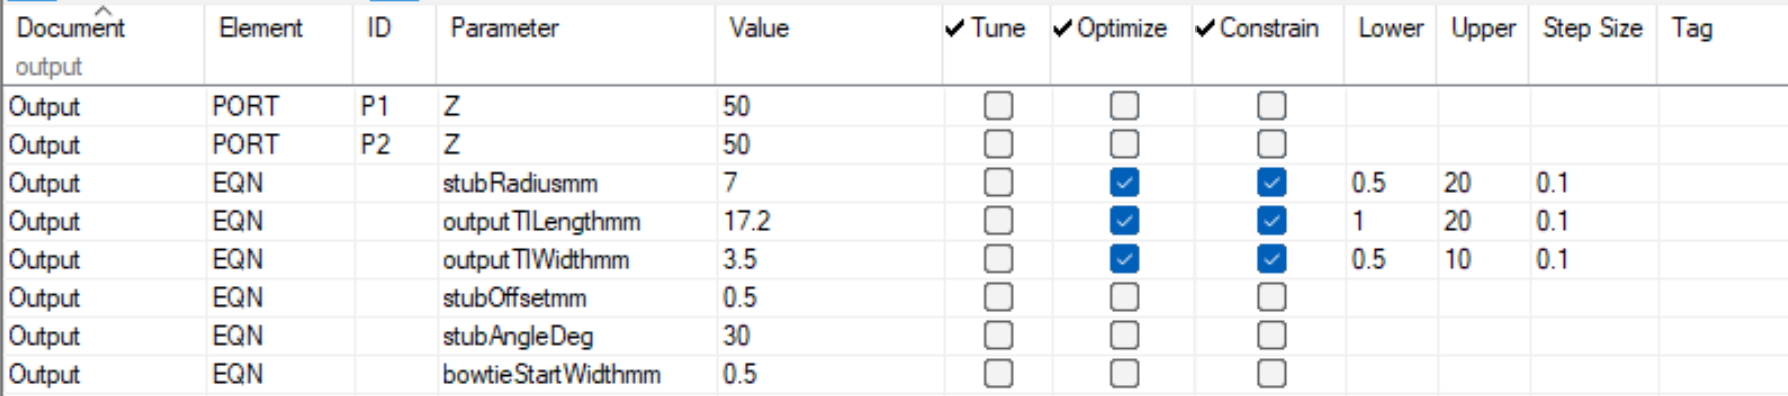 Document Element ID Parameter Value ✓ Tune ✓ Optimize ✓ Constrain Lower Upper Step Size Tag
output
Output PORT P1 Z 50
Output PORT P2 Z 50
Output EQN stubRadiusmm 7 0.5 20 0.1
Output EQN outputTlLengthmm 17.2 1 20 0.1
Output EQN outputTlWidthmm 3.5 0.5 10 0.1
Output EQN stubOffsetmm 0.5
Output EQN stubAngleDeg 30
Output EQN bowtieStartWidthmm 0.5